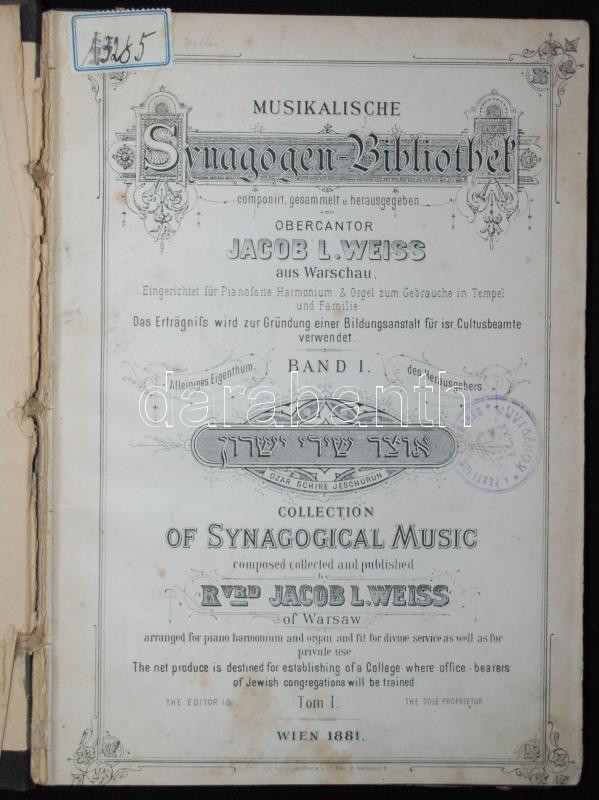 13285
MUSIKALISCHE
Synagogen-Bibliothek
componirt, gesammelt u herausgegeben
von
OBERCANTOR
JACOB L. WEISS
aus Warschau.
Eingerichtet für Pianoforte, Harmonium & Orgel zum Gebrauche in Tempel
und Familie
Das Erträgniſs wird zur Gründung einer Bildungsanstalt für isr. Cultusbeamte
verwendet.
BAND I.
Alleiniges Eigenthum. des Herausgebers
darabanth
אוצר שירי ישרון
OZAR SCHIRE JESCHURUN
COLLECTION
OF SYNAGOGICAL MUSIC
composed collected and published
by
RVRD JACOB L. WEISS
of Warsaw
arranged for piano harmonium and organ and fit for divine service as well as for
private use
The net produce is destined for establishing of a College where office-bearers
of Jewish congregations will be trained.
THE EDITOR IS Tom I. THE SOLE PROPRIETOR
WIEN 1881.